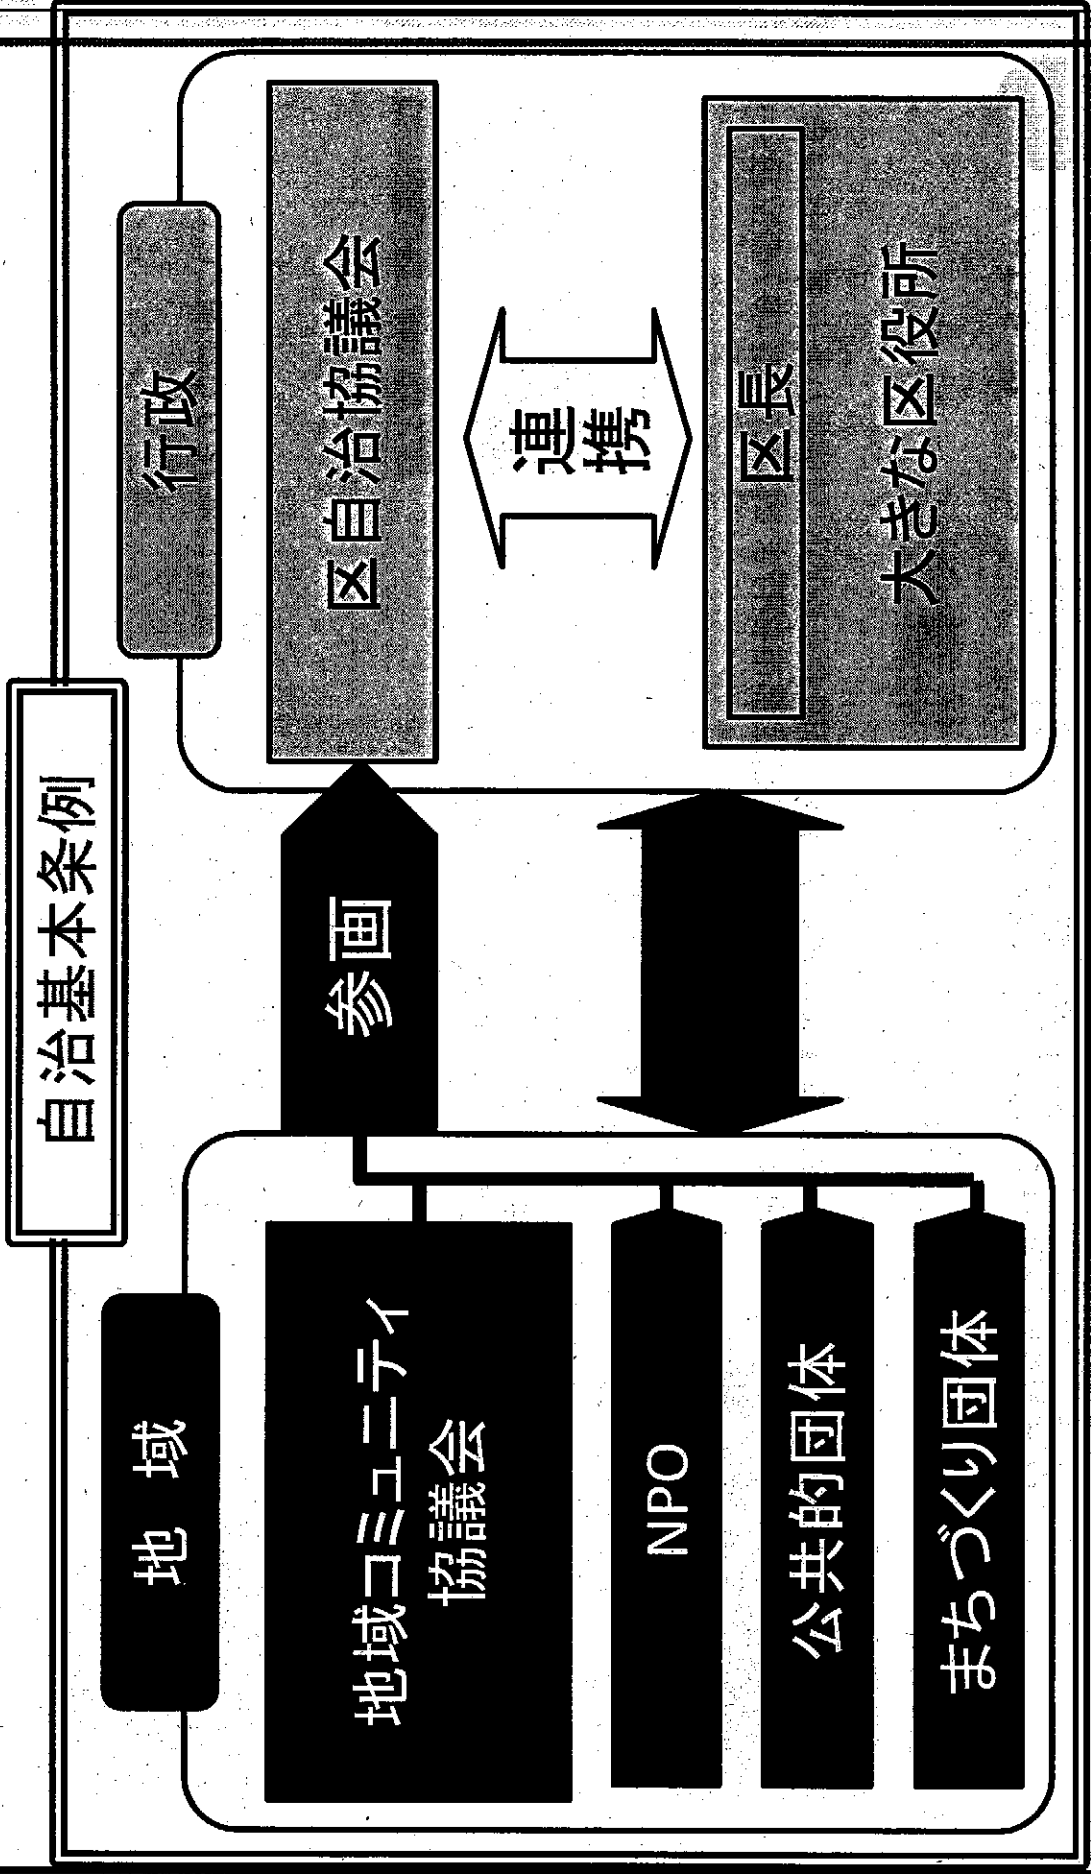 自治基本条例
地域
地域コミュニティ
協議会
NPO
公共的団体
まちづくり団体
参画
行政
区自治協議会
連携
区長
大きな区役所